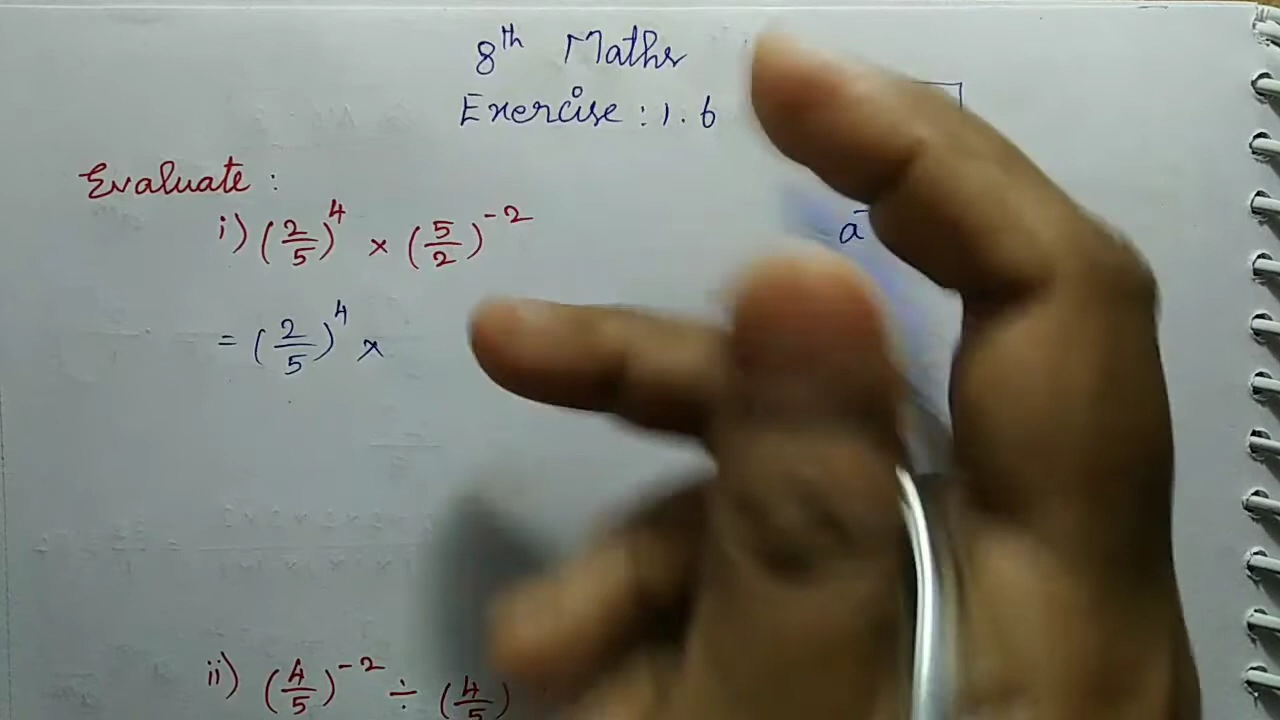 8th Maths
Exercise : 1.6
Evaluate :
i) (2/5)^4 × (5/2)^-2
a^-
= (2/5)^4 ×
ii) (4/5)^-2 ÷ (4/5)